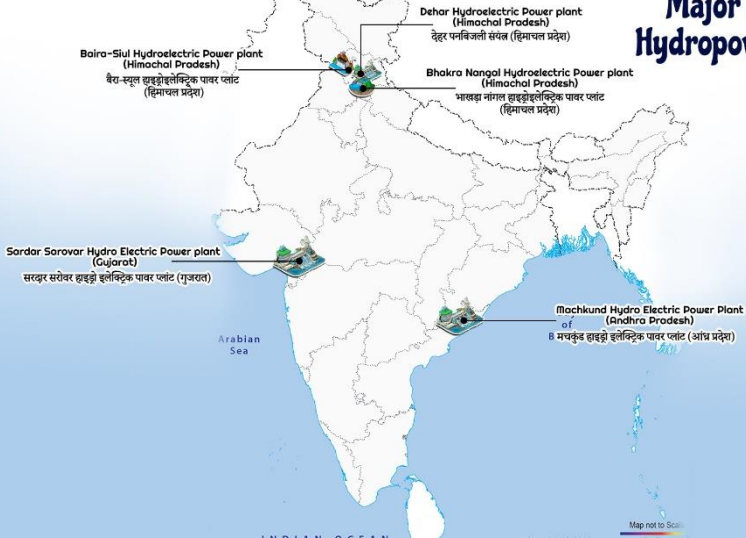 Major
Hydropow
Dehar Hydroelectric Power plant
(Himachal Pradesh)
देहर पनबिजली संयंत्र (हिमाचल प्रदेश)
Baira-Siul Hydroelectric Power plant
(Himachal Pradesh)
बैरा-स्यूल हाइड्रोइलेक्ट्रिक पावर प्लांट
(हिमाचल प्रदेश)
Bhakra Nangal Hydroelectric Power plant
(Himachal Pradesh)
भाखड़ा नांगल हाइड्रोइलेक्ट्रिक पावर प्लांट
(हिमाचल प्रदेश)
Sardar Sarovar Hydro Electric Power plant
(Gujarat)
सरदार सरोवर हाइड्रो इलेक्ट्रिक पावर प्लांट (गुजरात)
Machkund Hydro Electric Power Plant
(Andhra Pradesh)
of
B मचकुंड हाइड्रो इलेक्ट्रिक पावर प्लांट (आंध्र प्रदेश)
Arabian
Sea
Map not to Scale
INDIAN OCEAN